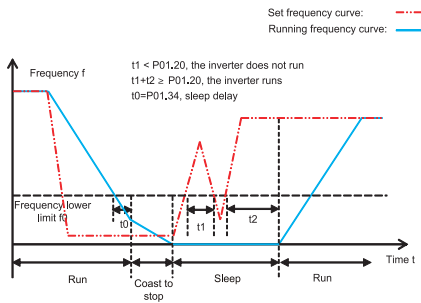 Set frequency curve:
Running frequency curve:
Frequency f
t1 < P01.20, the inverter does not run
t1+t2 ≥ P01.20, the inverter runs
t0=P01.34, sleep delay
Frequency lower
limit f0
t0
t1
t2
Time t
Run
Coast to
stop
Sleep
Run